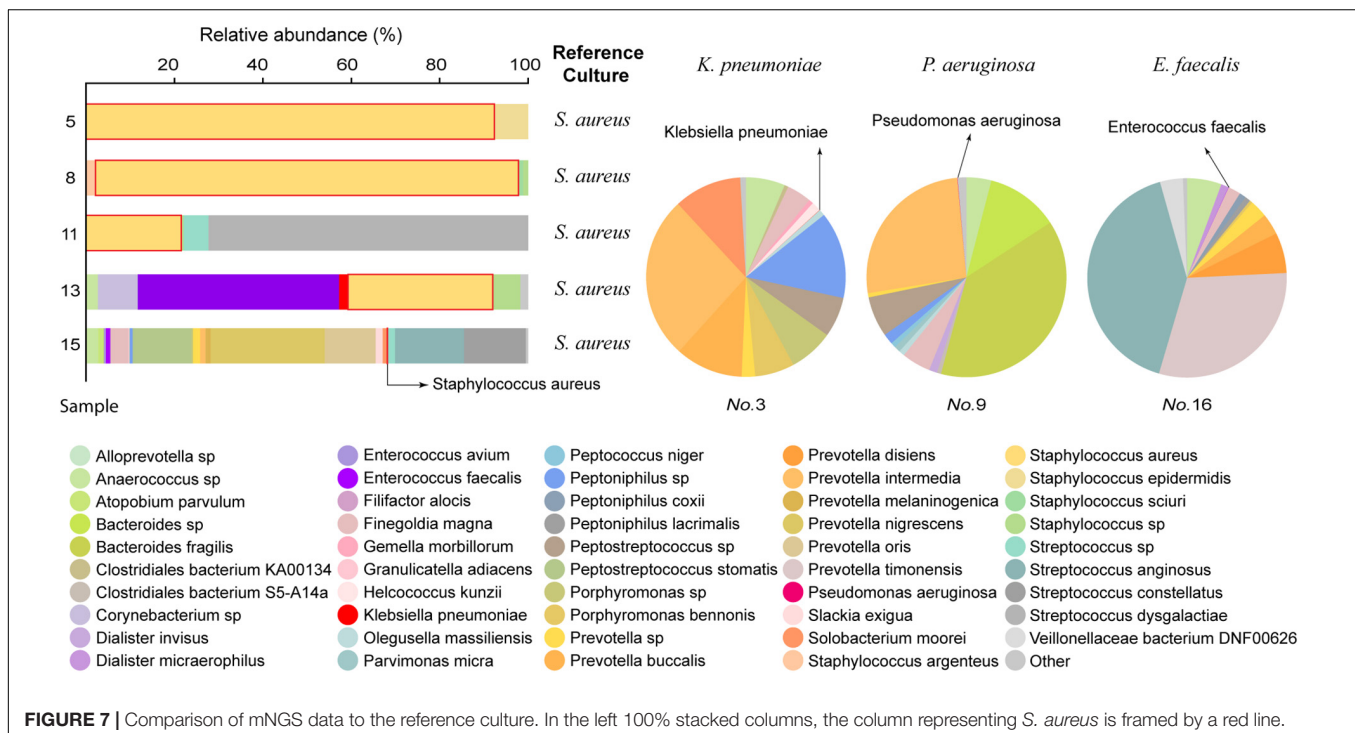 Relative abundance (%)
20 40 60 80 100
Reference
Culture
5 S. aureus
8 S. aureus
11 S. aureus
13 S. aureus
15 S. aureus
Staphylococcus aureus
Sample
K. pneumoniae P. aeruginosa E. faecalis
Klebsiella pneumoniae
Pseudomonas aeruginosa
Enterococcus faecalis
No.3 No.9 No.16
Alloprevotella sp
Anaerococcus sp
Atopobium parvulum
Bacteroides sp
Bacteroides fragilis
Clostridiales bacterium KA00134
Clostridiales bacterium S5-A14a
Corynebacterium sp
Dialister invisus
Dialister micraerophilus
Enterococcus avium
Enterococcus faecalis
Filifactor alocis
Finegoldia magna
Gemella morbillorum
Granulicatella adiacens
Helcococcus kunzii
Klebsiella pneumoniae
Olegusella massiliensis
Parvimonas micra
Peptococcus niger
Peptoniphilus sp
Peptoniphilus coxii
Peptoniphilus lacrimalis
Peptostreptococcus sp
Peptostreptococcus stomatis
Porphyromonas sp
Porphyromonas bennonis
Prevotella sp
Prevotella buccalis
Prevotella disiens
Prevotella intermedia
Prevotella melaninogenica
Prevotella nigrescens
Prevotella oris
Prevotella timonensis
Pseudomonas aeruginosa
Slackia exigua
Solobacterium moorei
Staphylococcus argenteus
Staphylococcus aureus
Staphylococcus epidermidis
Staphylococcus sciuri
Staphylococcus sp
Streptococcus sp
Streptococcus anginosus
Streptococcus constellatus
Streptococcus dysgalactiae
Veillonellaceae bacterium DNF00626
Other
FIGURE 7 | Comparison of mNGS data to the reference culture. In the left 100% stacked columns, the column representing S. aureus is framed by a red line.